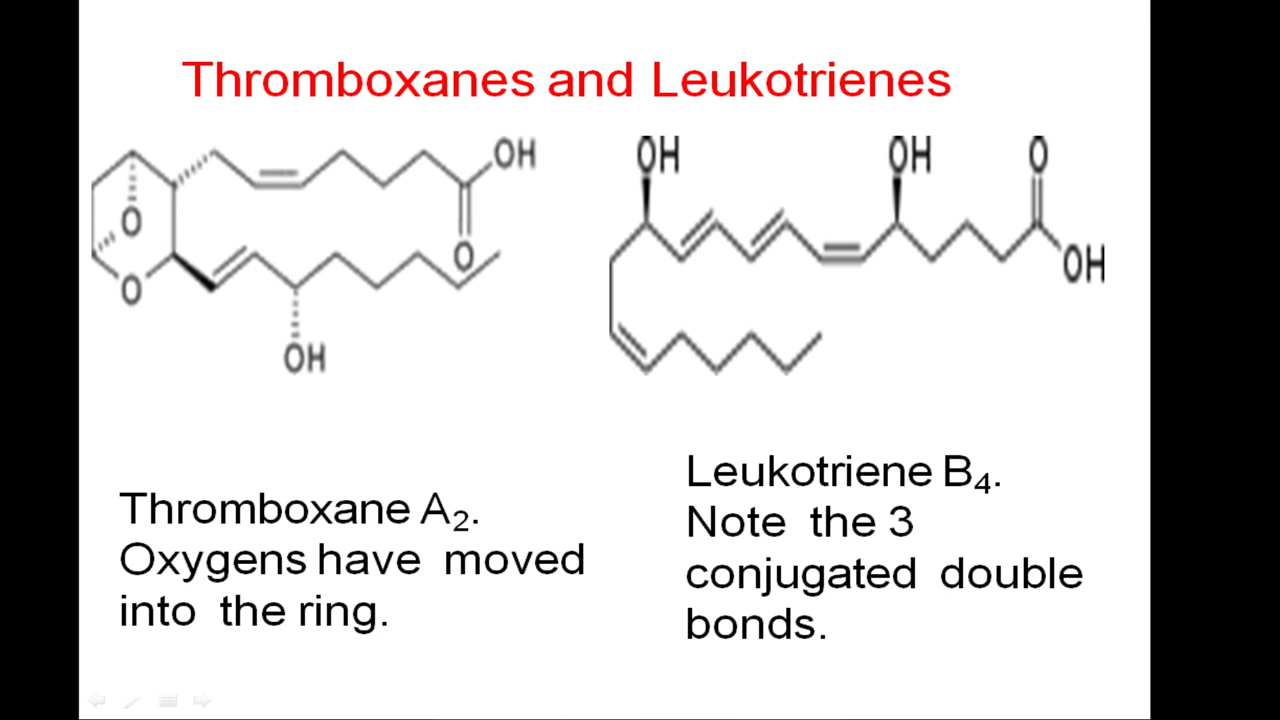 Thromboxanes and Leukotrienes
OH
O
O
O
OH
OH
OH
O
OH
Thromboxane A₂.
Oxygens have moved
into the ring.
Leukotriene B₄.
Note the 3
conjugated double
bonds.